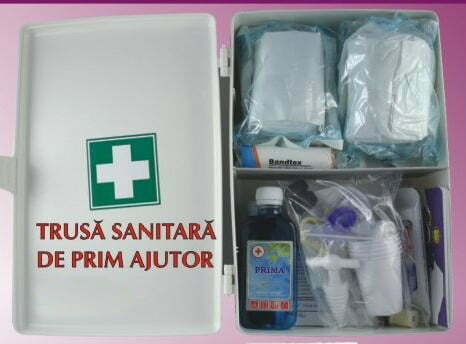 TRUSĂ SANITARĂ
DE PRIM AJUTOR
Bandtex
PRIMA